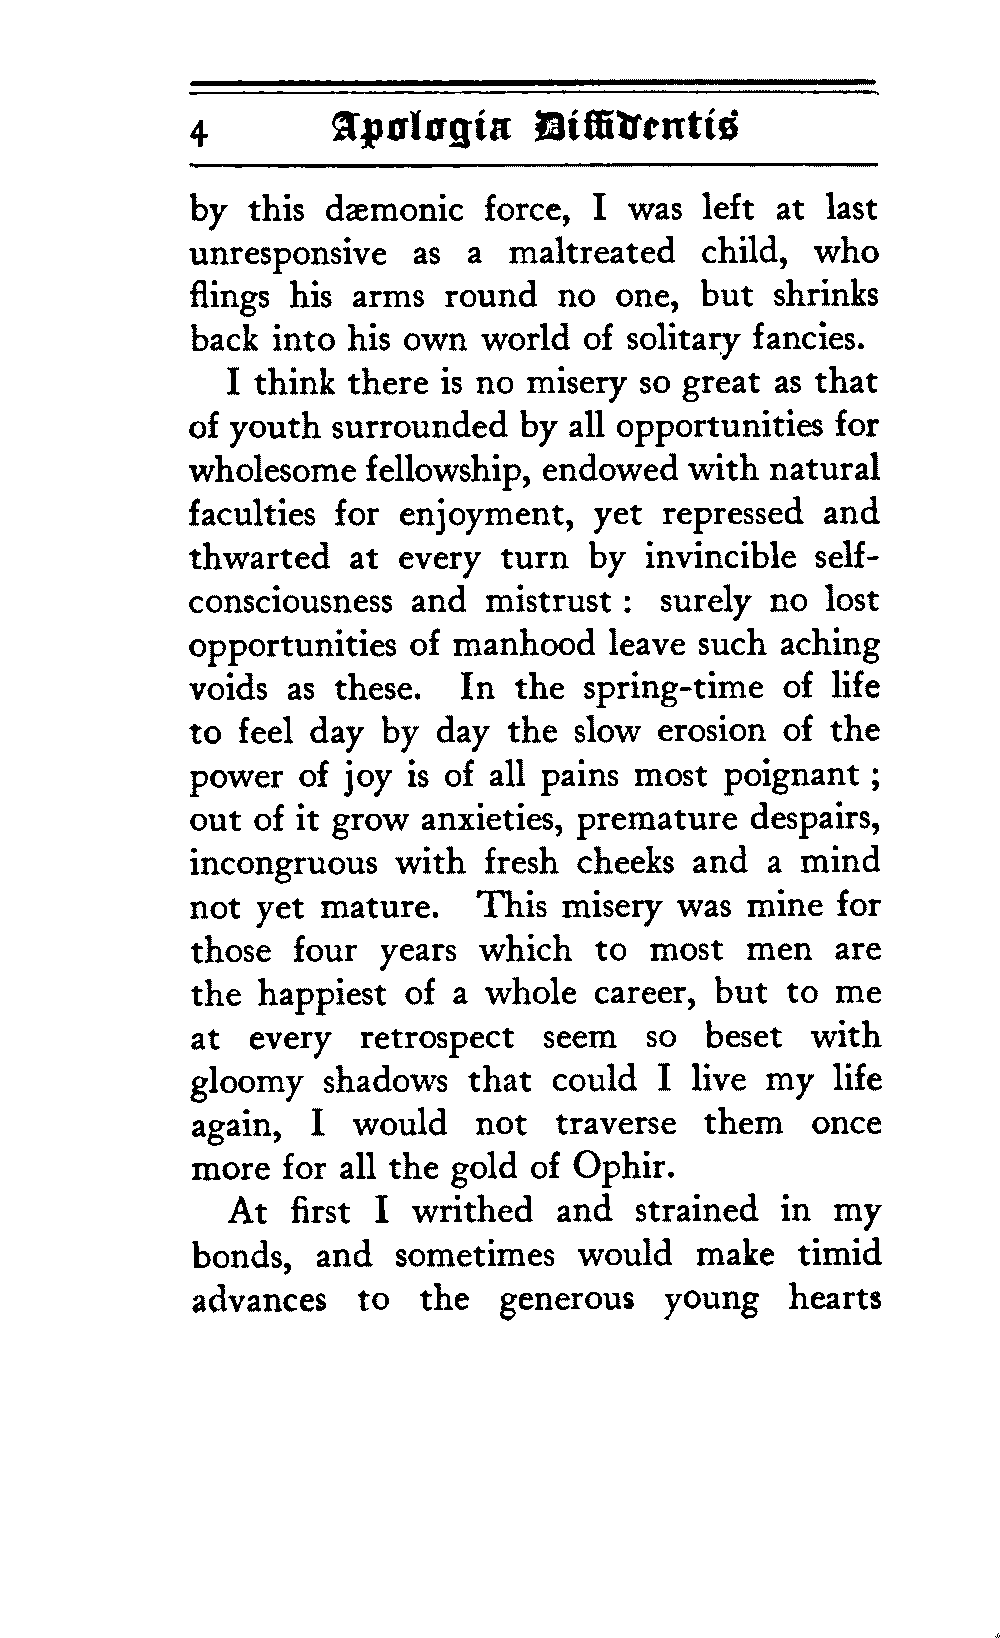 4 Apologia Diffidentis
by this dæmonic force, I was left at last
unresponsive as a maltreated child, who
flings his arms round no one, but shrinks
back into his own world of solitary fancies.
I think there is no misery so great as that
of youth surrounded by all opportunities for
wholesome fellowship, endowed with natural
faculties for enjoyment, yet repressed and
thwarted at every turn by invincible self-
consciousness and mistrust : surely no lost
opportunities of manhood leave such aching
voids as these. In the spring-time of life
to feel day by day the slow erosion of the
power of joy is of all pains most poignant ;
out of it grow anxieties, premature despairs,
incongruous with fresh cheeks and a mind
not yet mature. This misery was mine for
those four years which to most men are
the happiest of a whole career, but to me
at every retrospect seem so beset with
gloomy shadows that could I live my life
again, I would not traverse them once
more for all the gold of Ophir.
At first I writhed and strained in my
bonds, and sometimes would make timid
advances to the generous young hearts